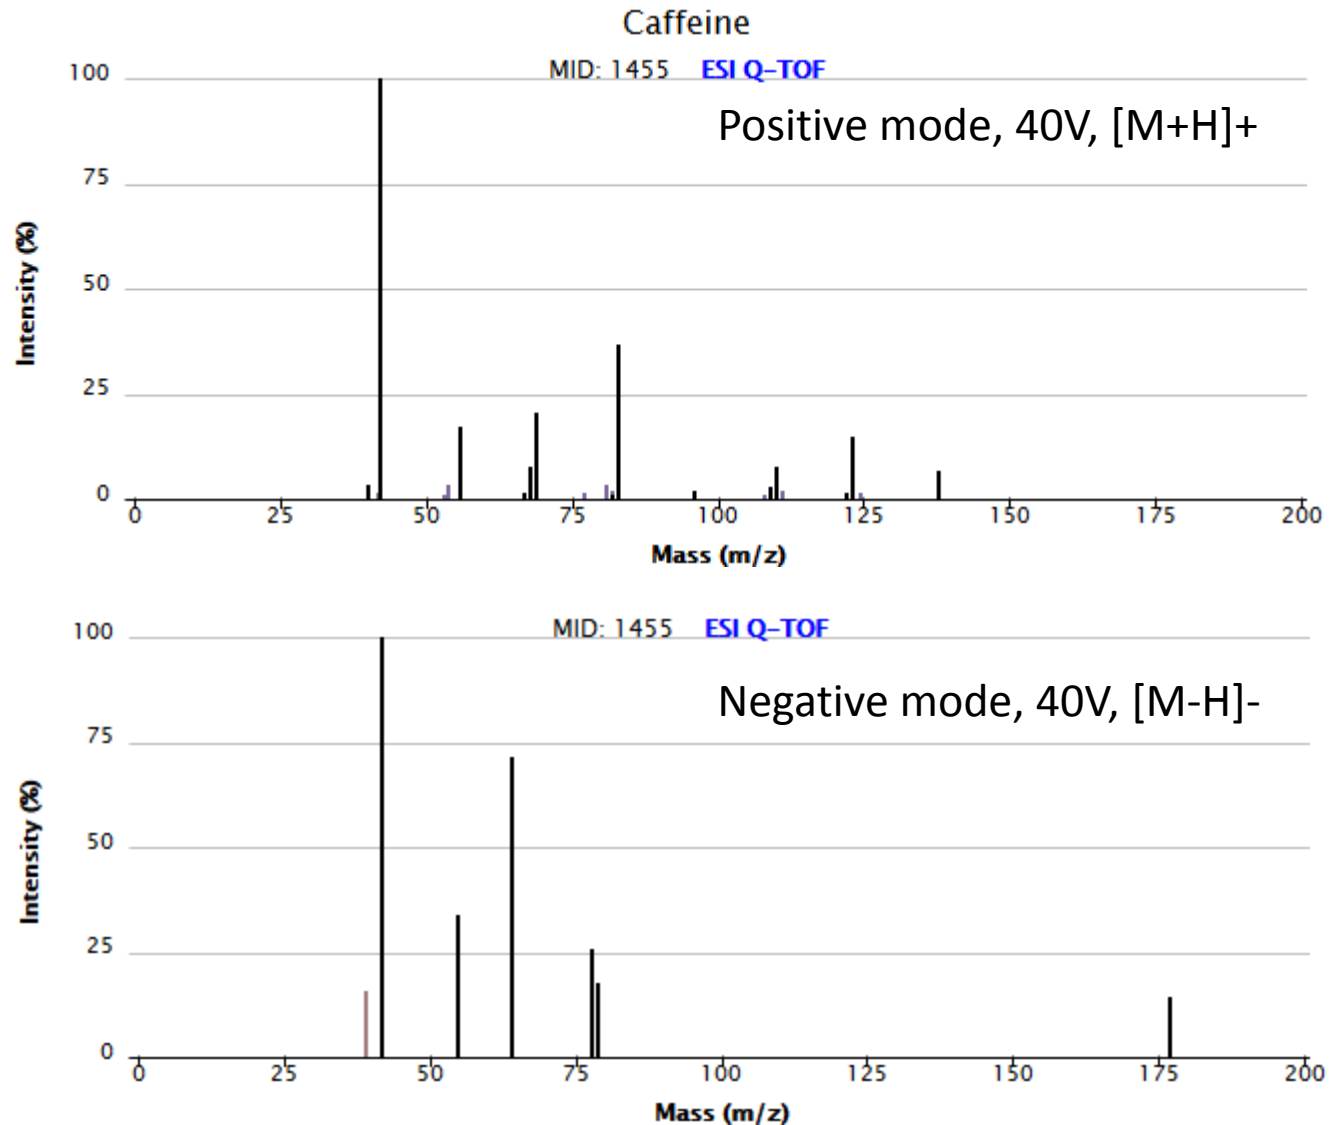 Caffeine
MID: 1455 ESI Q-TOF
Positive mode, 40V, [M+H]+
100
75
50
25
0
Intensity (%)
0 25 50 75 100 125 150 175 200
Mass (m/z)
MID: 1455 ESI Q-TOF
Negative mode, 40V, [M-H]-
100
75
50
25
0
Intensity (%)
0 25 50 75 100 125 150 175 200
Mass (m/z)